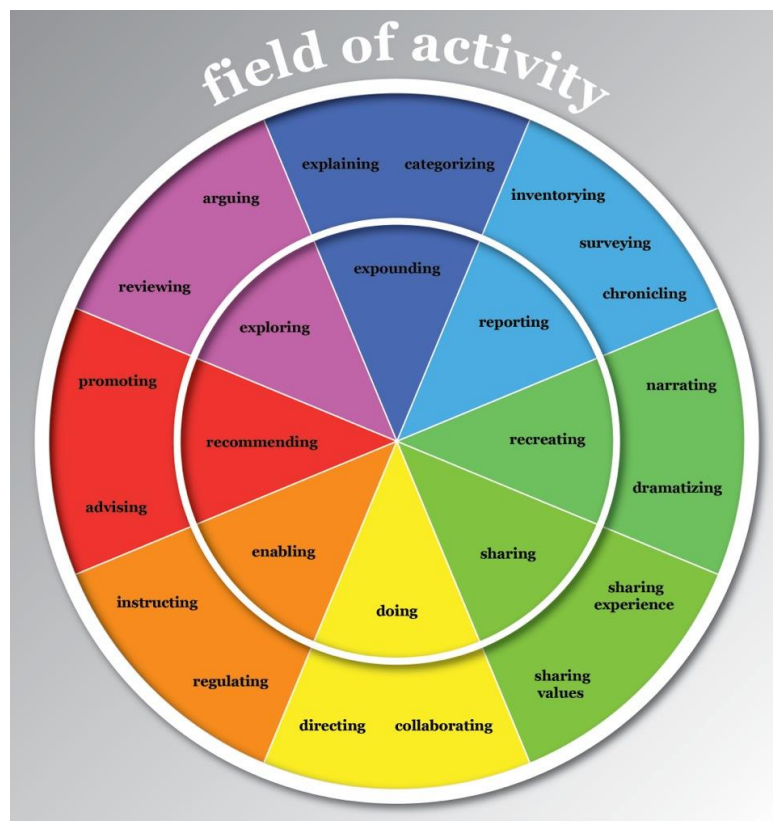 field of activity
explaining
categorizing
expounding
inventorying
surveying
chronicling
reporting
narrating
dramatizing
recreating
sharing
experience
sharing
values
sharing
directing
collaborating
doing
instructing
regulating
enabling
promoting
advising
recommending
arguing
reviewing
exploring